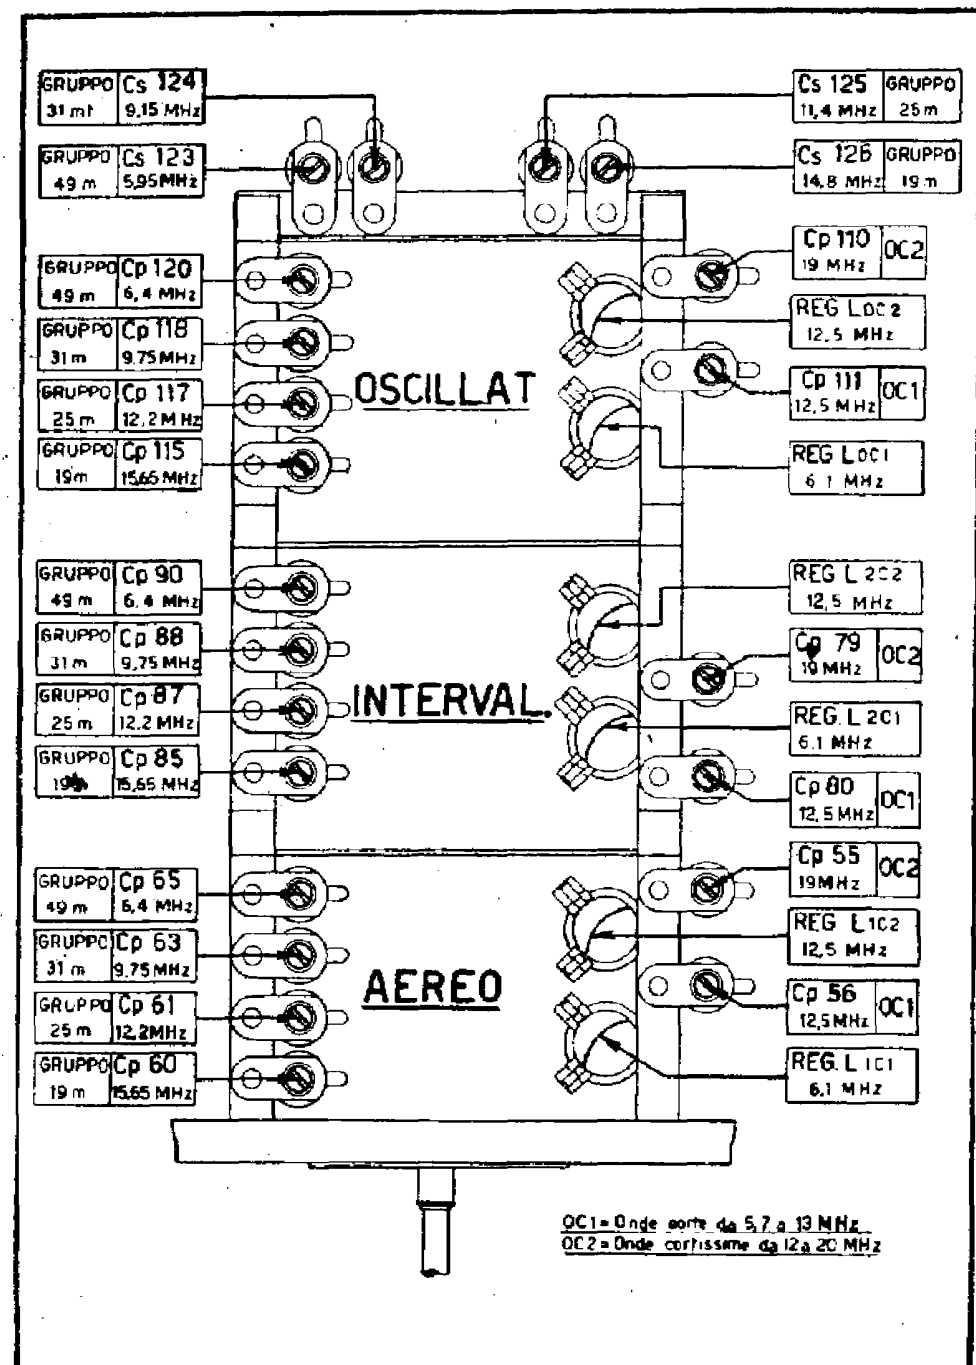 GRUPPO Cs 124
31 mt 9,15 MHz
GRUPPO Cs 123
49 m 5,95 MHz
Cs 125 GRUPPO
11,4 MHz 25 m
Cs 126 GRUPPO
14,8 MHz 19 m
GRUPPO Cp 120
49 m 6,4 MHz
GRUPPO Cp 118
31 m 9,75 MHz
GRUPPO Cp 117
25 m 12,2 MHz
GRUPPO Cp 115
19 m 15,65 MHz
OSCILLAT
Cp 110 OC2
19 MHz
REG LOC2
12,5 MHz
Cp 111 OC1
12,5 MHz
REG LOC1
6 1 MHz
GRUPPO Cp 90
49 m 6,4 MHz
GRUPPO Cp 88
31 m 9,75 MHz
GRUPPO Cp 87
25 m 12,2 MHz
GRUPPO Cp 85
19 15,65 MHz
INTERVAL.
REG L 2C2
12,5 MHz
Cp 79 OC2
19 MHz
REG. L 2C1
6.1 MHz
Cp 80 OC1
12,5 MHz
GRUPPO Cp 65
49 m 6,4 MHz
GRUPPO Cp 63
31 m 9,75 MHz
GRUPPO Cp 61
25 m 12,2 MHz
GRUPPO Cp 60
19 m 15,65 MHz
AEREO
Cp 55 OC2
19 MHz
REG L 1C2
12,5 MHz
Cp 56 OC1
12,5 MHz
REG. L 1C1
6,1 MHz
OC1 = Onde corte da 5,7 a 13 MHz
OC2 = Onde cortissime da 12 a 20 MHz